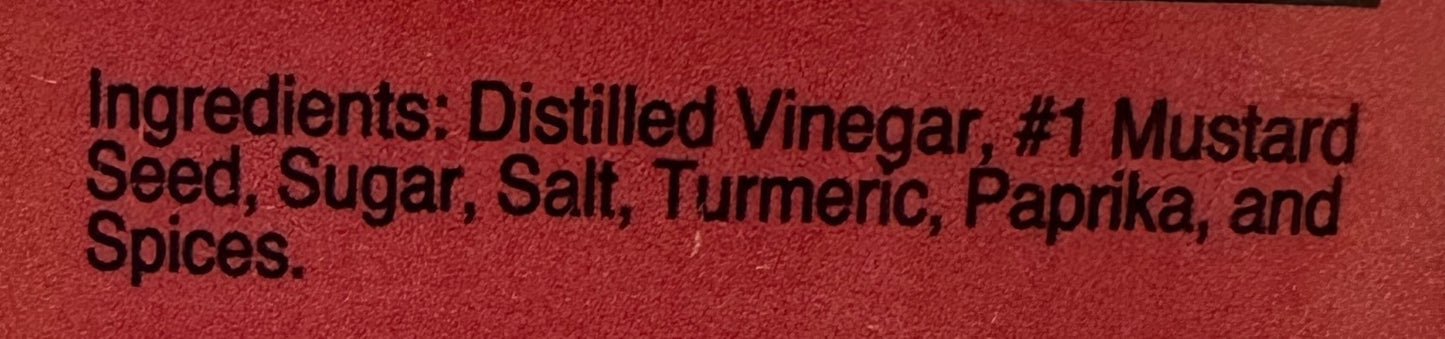 Ingredients: Distilled Vinegar, #1 Mustard
Seed, Sugar, Salt, Turmeric, Paprika, and
Spices.